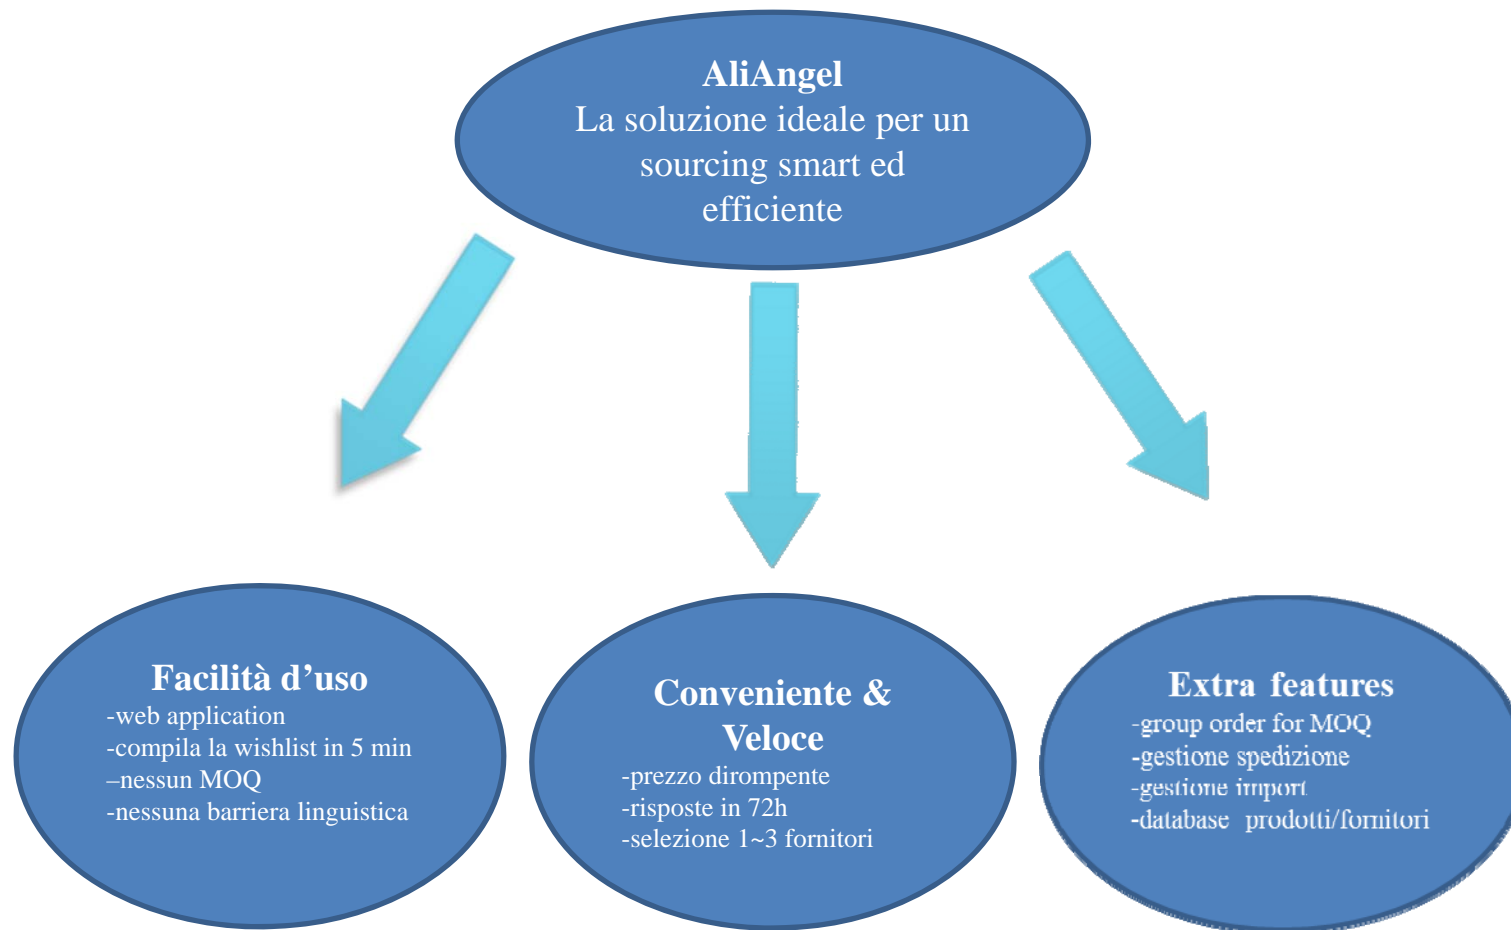 AliAngel
La soluzione ideale per un
sourcing smart ed
efficiente
Facilità d’uso
-web application
-compila la wishlist in 5 min
–nessun MOQ
-nessuna barriera linguistica
Conveniente &
Veloce
-prezzo dirompente
-risposte in 72h
-selezione 1~3 fornitori
Extra features
-group order for MOQ
-gestione spedizione
-gestione import
-database prodotti/fornitori